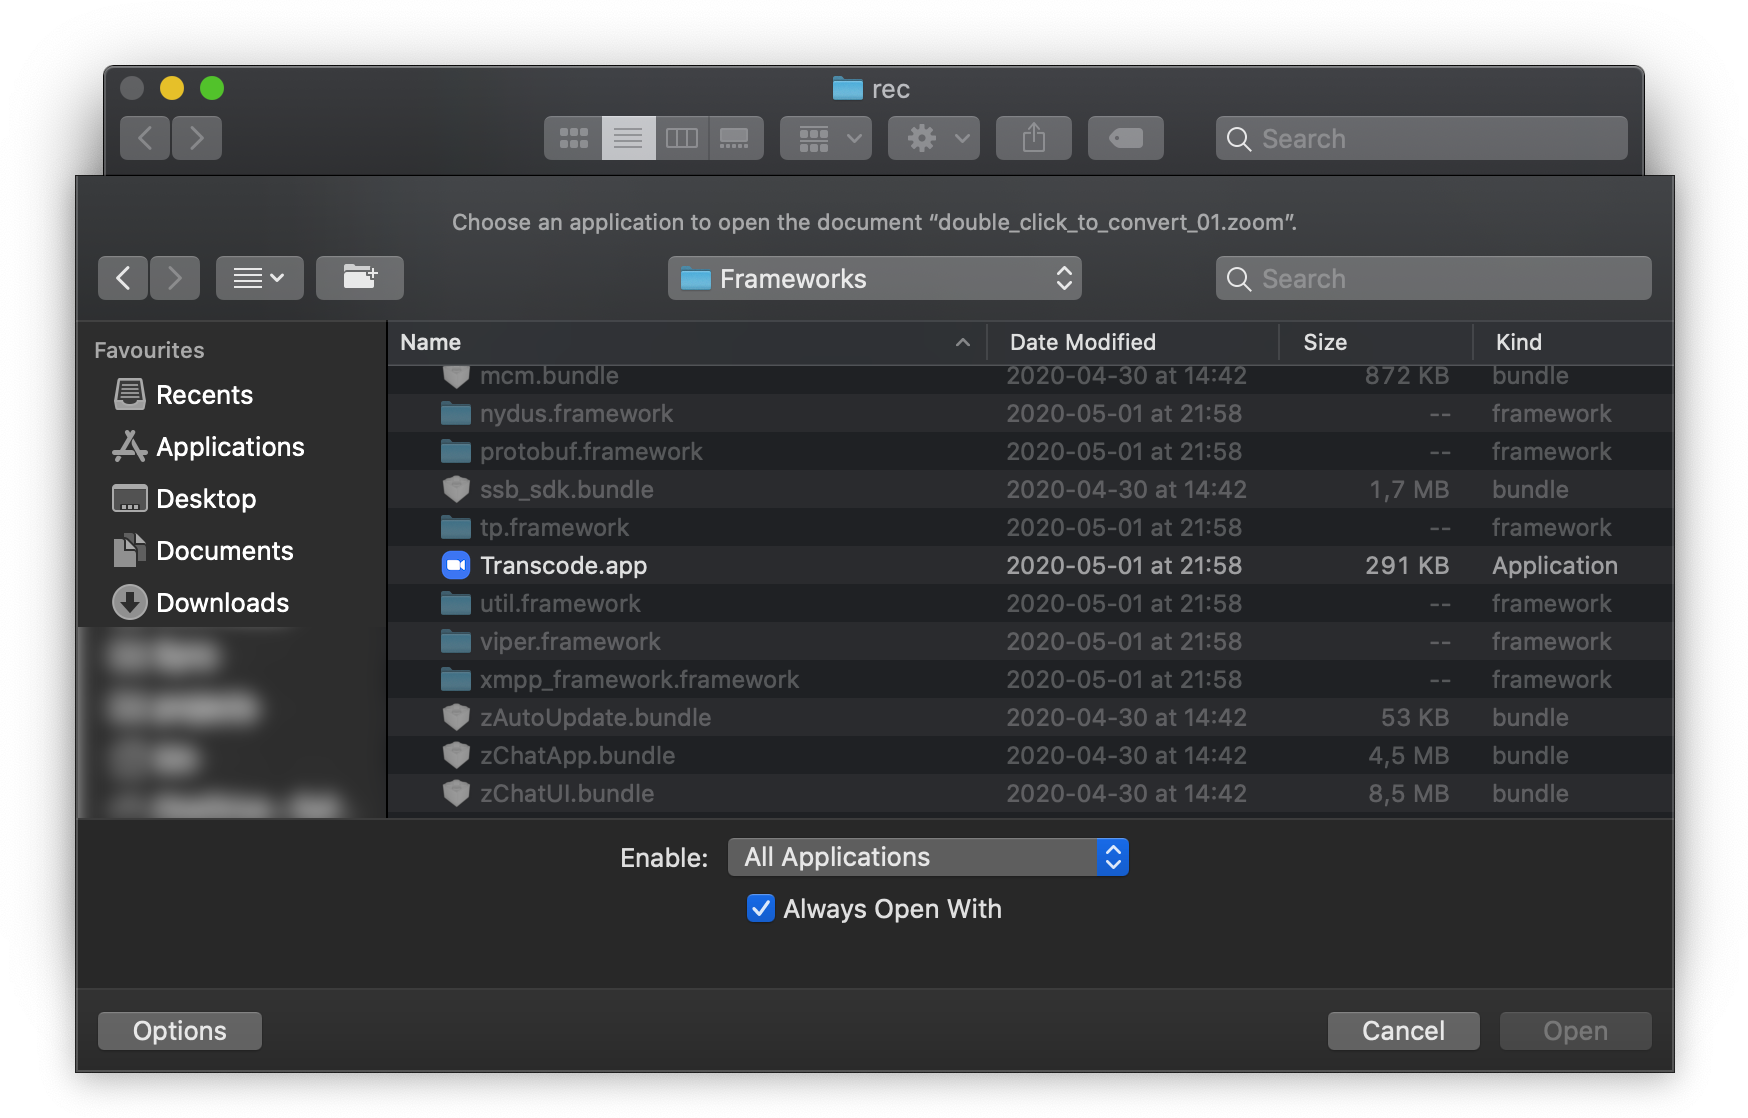 rec
Search
Choose an application to open the document “double_click_to_convert_01.zoom”.
Frameworks
Search
Favourites
Recents
Applications
Desktop
Documents
Downloads
Name Date Modified Size Kind
mcm.bundle 2020-04-30 at 14:42 872 KB bundle
nydus.framework 2020-05-01 at 21:58 -- framework
protobuf.framework 2020-05-01 at 21:58 -- framework
ssb_sdk.bundle 2020-04-30 at 14:42 1,7 MB bundle
tp.framework 2020-05-01 at 21:58 -- framework
Transcode.app 2020-05-01 at 21:58 291 KB Application
util.framework 2020-05-01 at 21:58 -- framework
viper.framework 2020-05-01 at 21:58 -- framework
xmpp_framework.framework 2020-05-01 at 21:58 -- framework
zAutoUpdate.bundle 2020-04-30 at 14:42 53 KB bundle
zChatApp.bundle 2020-04-30 at 14:42 4,5 MB bundle
zChatUI.bundle 2020-04-30 at 14:42 8,5 MB bundle
Enable: All Applications
Always Open With
Options Cancel Open